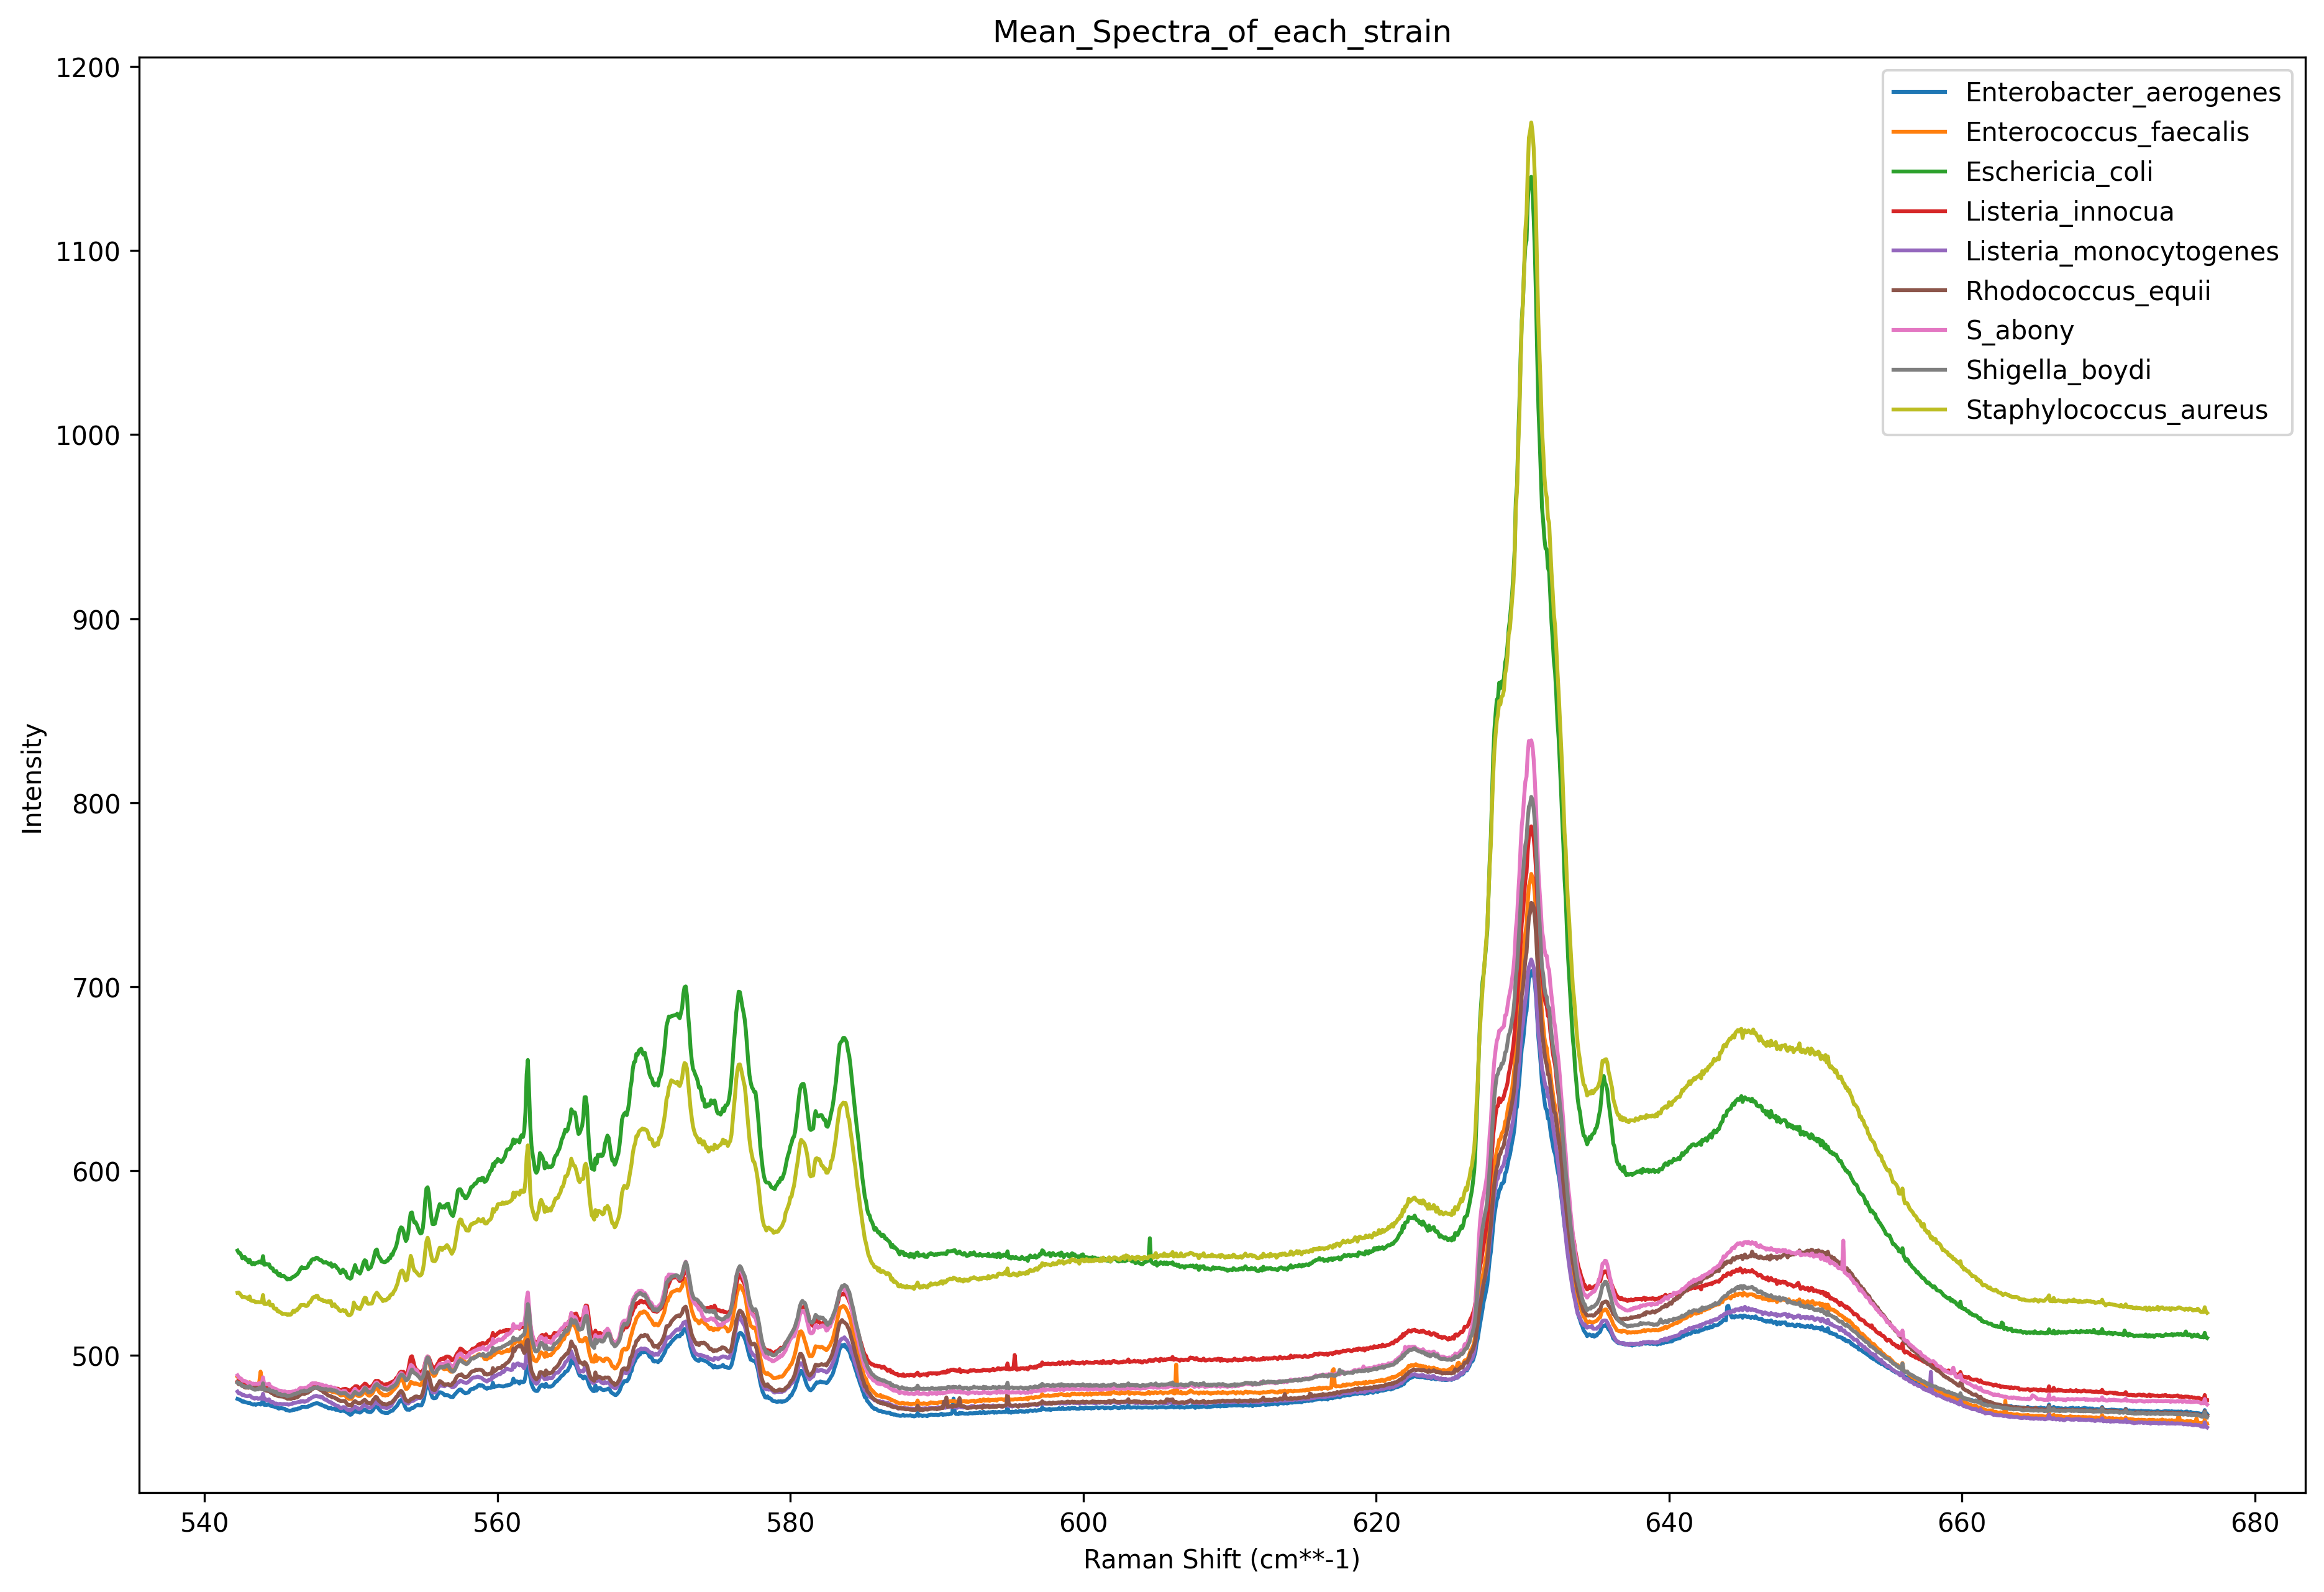 Mean_Spectra_of_each_strain
1200
1100
1000
900
800
700
600
500
Intensity
540
560
580
600
620
640
660
680
Raman Shift (cm**-1)
Enterobacter_aerogenes
Enterococcus_faecalis
Eschericia_coli
Listeria_innocua
Listeria_monocytogenes
Rhodococcus_equii
S_abony
Shigella_boydi
Staphylococcus_aureus